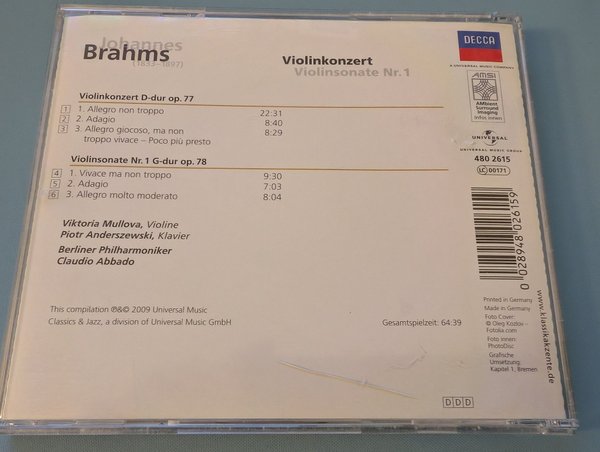 Johannes
Brahms
(1833–1897)
Violinkonzert
Violinsonate Nr. 1
DECCA
A UNIVERSAL MUSIC COMPANY
AMSI
AMbient
Surround
Imaging
Infos innen
UNIVERSAL
UNIVERSAL MUSIC GROUP
480 2615
LC 00171
Violinkonzert D-dur op. 77
1 1. Allegro non troppo 22:31
2 2. Adagio 8:40
3 3. Allegro giocoso, ma non 8:29
troppo vivace – Poco più presto
Violinsonate Nr. 1 G-dur op. 78
4 1. Vivace ma non troppo 9:30
5 2. Adagio 7:03
6 3. Allegro molto moderato 8:04
Viktoria Mullova, Violine
Piotr Anderszewski, Klavier
Berliner Philharmoniker
Claudio Abbado
This compilation ℗&© 2009 Universal Music
Classics & Jazz, a division of Universal Music GmbH
Gesamtspielzeit: 64:39
0 028948 026159
Printed in Germany
Made in Germany
Foto Cover:
© Oleg Kozlov –
Fotolia.com
Foto innen:
PhotoDisc
Grafische
Umsetzung:
Kapitel 1, Bremen
www.klassikakzente.de
DDD